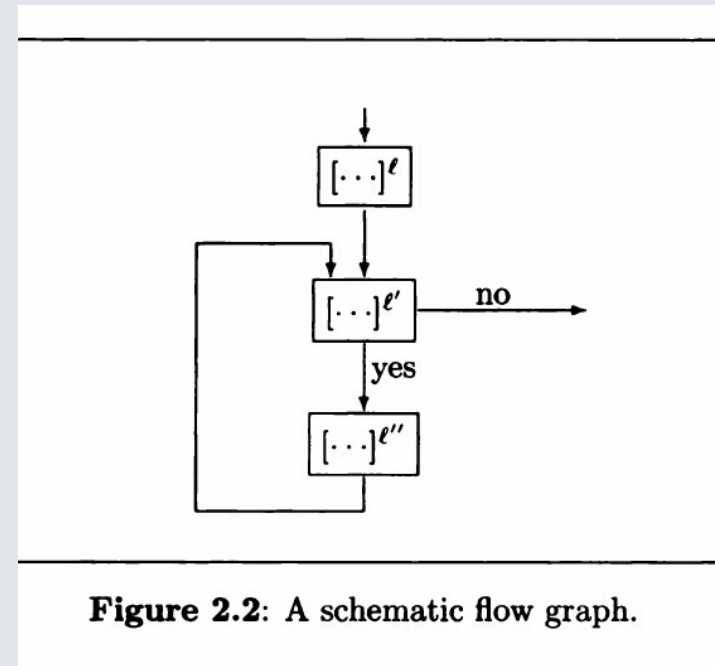 [···]ℓ
[···]ℓ′
no
yes
[···]ℓ″
Figure 2.2: A schematic flow graph.